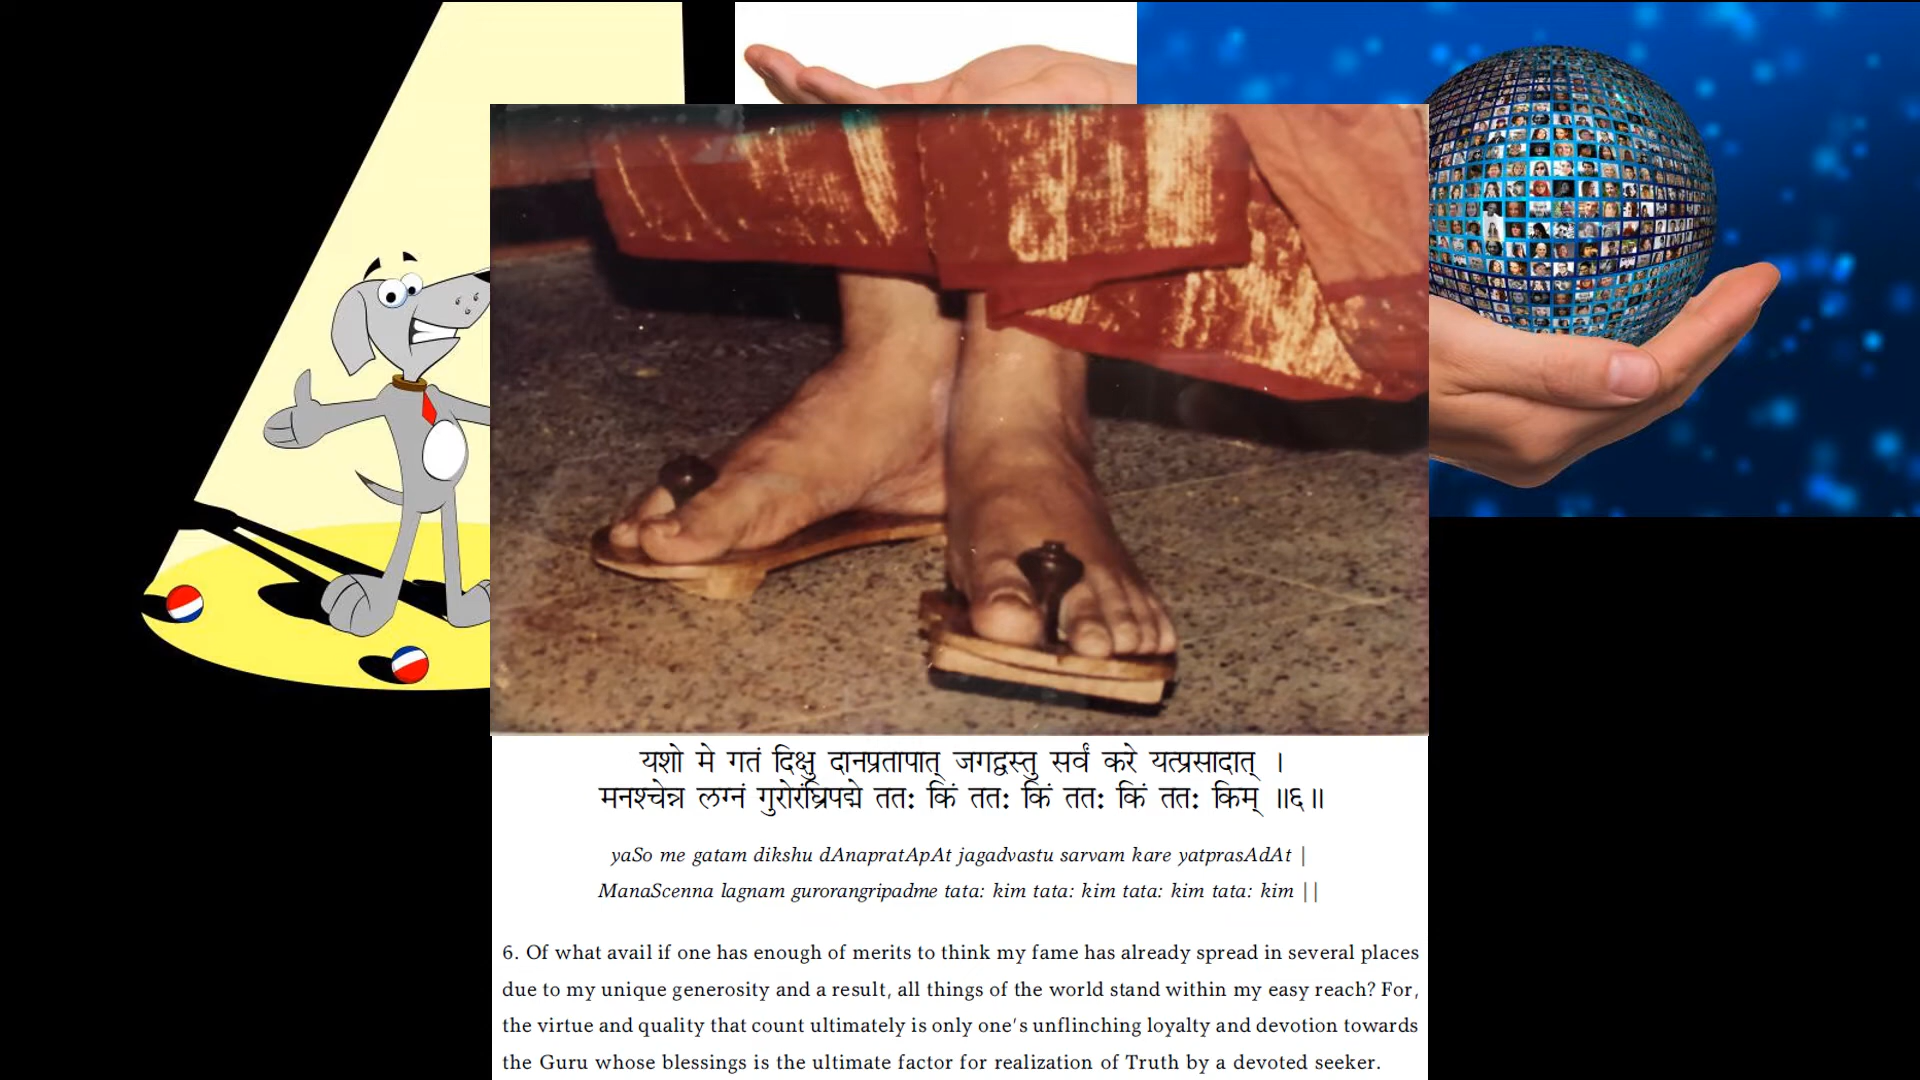 यशो मे गतं दिक्षु दानप्रतापात् जगद्वस्तु सर्वं करे यत्प्रसादात् ।
मनश्चेन्न लग्नं गुरोरंघ्रिपद्मे तत: किं तत: किं तत: किं तत: किम् ॥६॥
yaSo me gatam dikshu dAnapratApAt jagadvastu sarvam kare yatprasAdAt |
ManaScenna lagnam gurorangripadme tata: kim tata: kim tata: kim tata: kim ||
6. Of what avail if one has enough of merits to think my fame has already spread in several places
due to my unique generosity and a result, all things of the world stand within my easy reach? For,
the virtue and quality that count ultimately is only one's unflinching loyalty and devotion towards
the Guru whose blessings is the ultimate factor for realization of Truth by a devoted seeker.